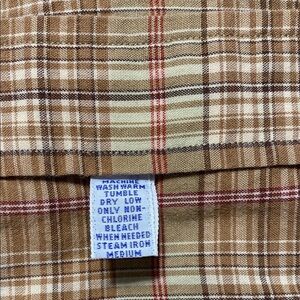 MACHINE
WASH WARM
TUMBLE
DRY LOW
ONLY NON-
CHLORINE
BLEACH
WHEN NEEDED
STEAM IRON
MEDIUM